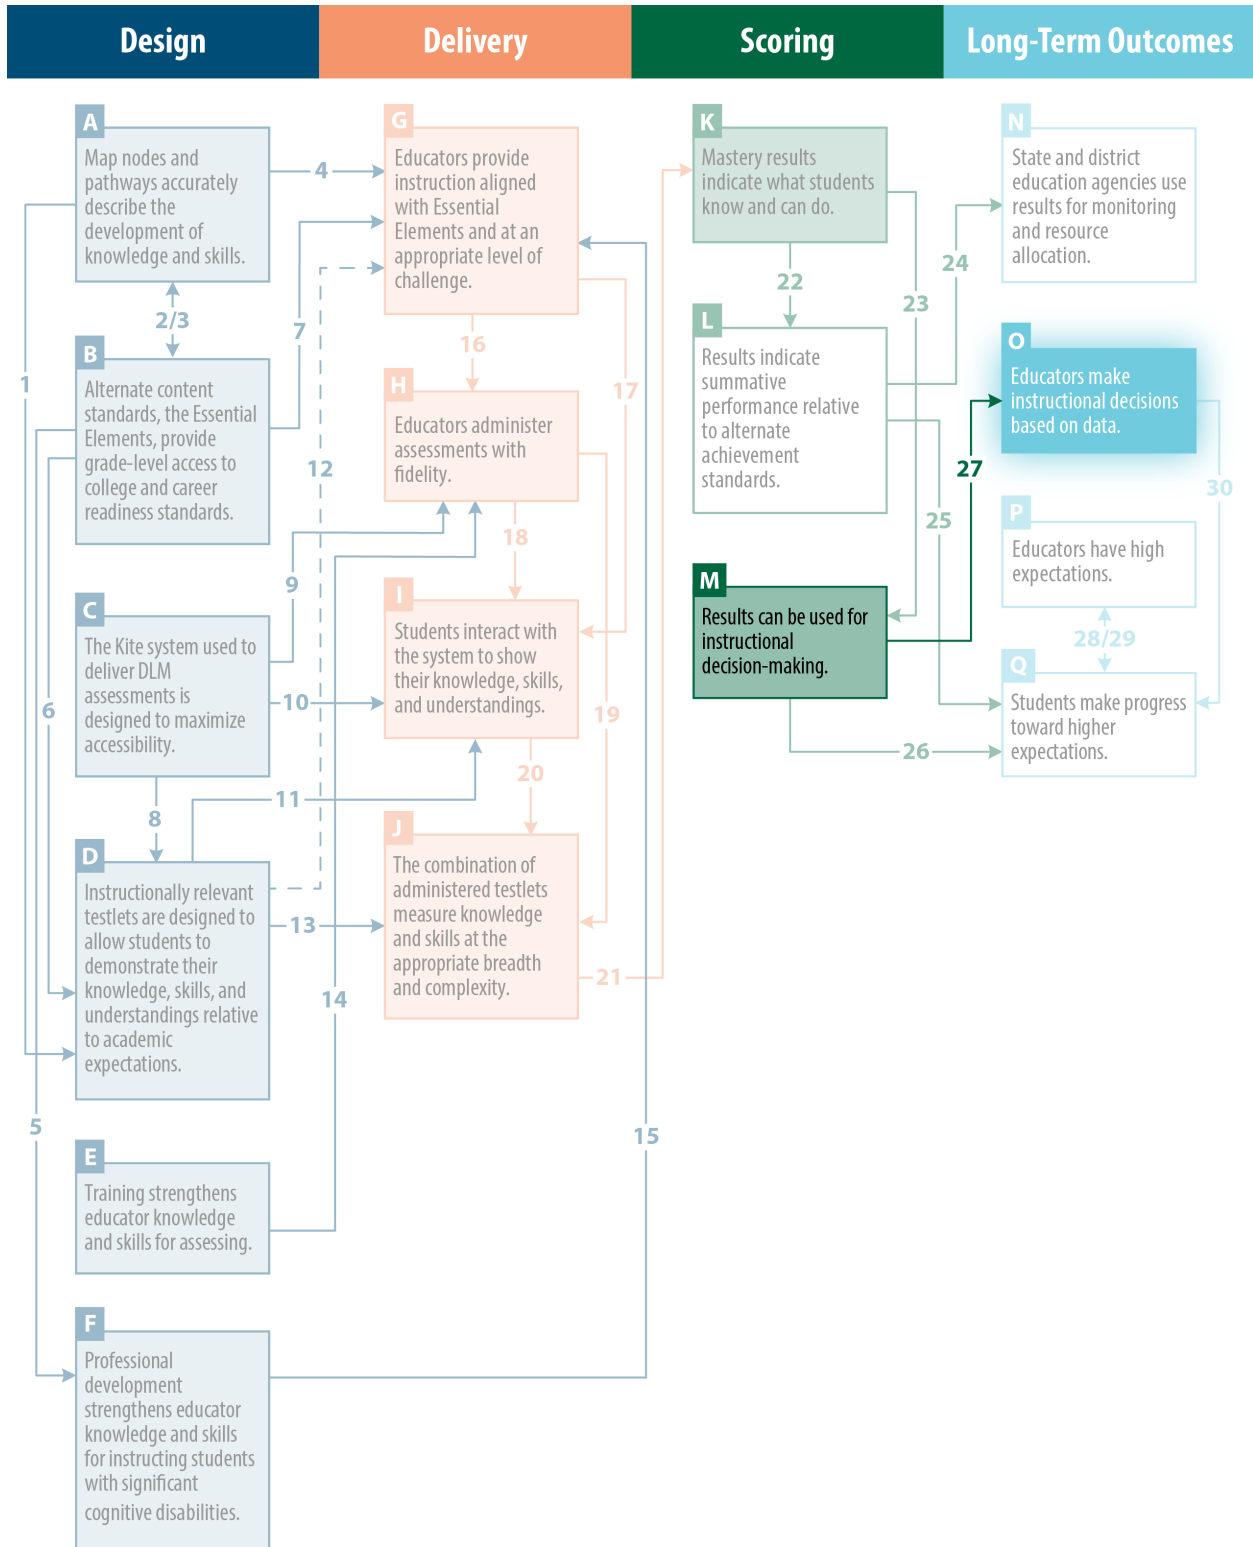 Design
Delivery
Scoring
Long-Term Outcomes
A
Map nodes and
pathways accurately
describe the
development of
knowledge and skills.
2/3
B
Alternate content
standards, the Essential
Elements, provide
grade-level access to
college and career
readiness standards.
C
The Kite system used to
deliver DLM
assessments is
designed to maximize
accessibility.
8
D
Instructionally relevant
testlets are designed to
allow students to
demonstrate their
knowledge, skills, and
understandings relative
to academic
expectations.
E
Training strengthens
educator knowledge
and skills for assessing.
F
Professional
development
strengthens educator
knowledge and skills
for instructing students
with significant
cognitive disabilities.
1
6
5
4
7
12
9
10
11
13
14
15
G
Educators provide
instruction aligned
with Essential
Elements and at an
appropriate level of
challenge.
16
17
H
Educators administer
assessments with
fidelity.
18
19
I
Students interact with
the system to show
their knowledge, skills,
and understandings.
20
J
The combination of
administered testlets
measure knowledge
and skills at the
appropriate breadth
and complexity.
21
K
Mastery results
indicate what students
know and can do.
22
23
L
Results indicate
summative
performance relative
to alternate
achievement
standards.
24
25
M
Results can be used for
instructional
decision-making.
27
26
N
State and district
education agencies use
results for monitoring
and resource
allocation.
O
Educators make
instructional decisions
based on data.
30
P
Educators have high
expectations.
28/29
Q
Students make progress
toward higher
expectations.